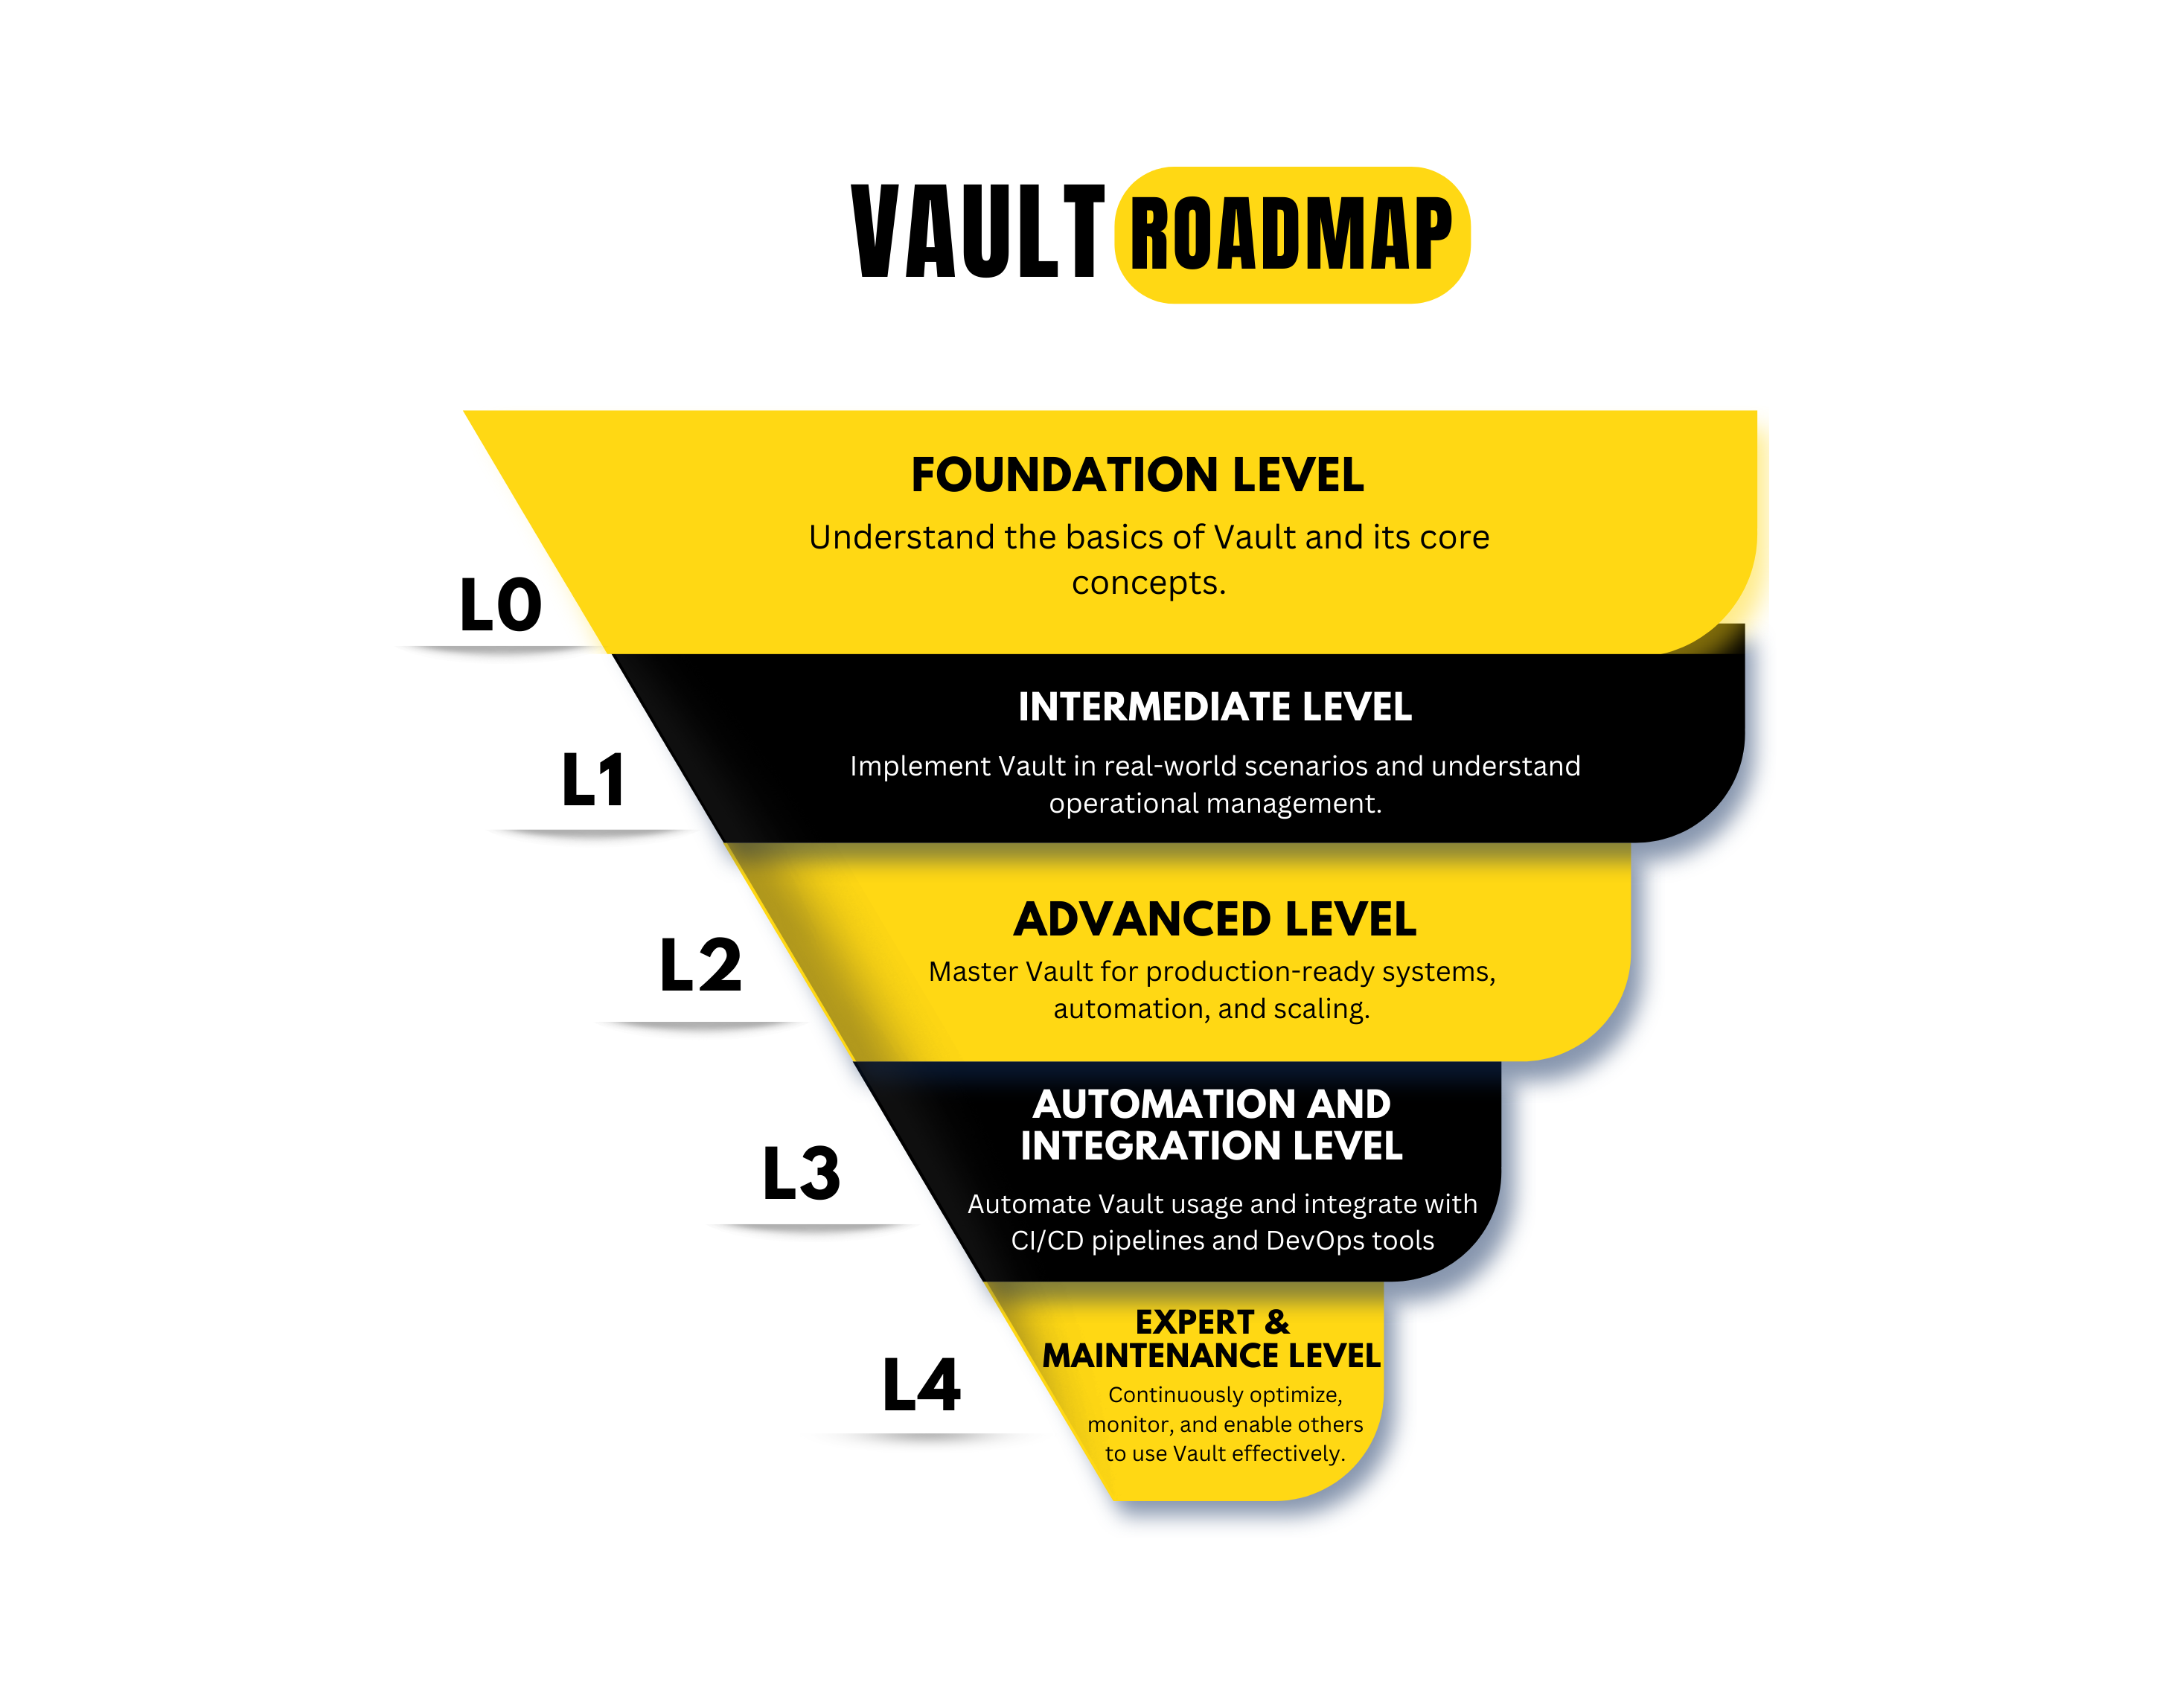 VAULT ROADMAP
FOUNDATION LEVEL
Understand the basics of Vault and its core
concepts.
L0
INTERMEDIATE LEVEL
Implement Vault in real-world scenarios and understand
operational management.
L1
ADVANCED LEVEL
Master Vault for production-ready systems,
automation, and scaling.
L2
AUTOMATION AND
INTEGRATION LEVEL
Automate Vault usage and integrate with
CI/CD pipelines and DevOps tools
L3
EXPERT &
MAINTENANCE LEVEL
Continuously optimize,
monitor, and enable others
to use Vault effectively.
L4